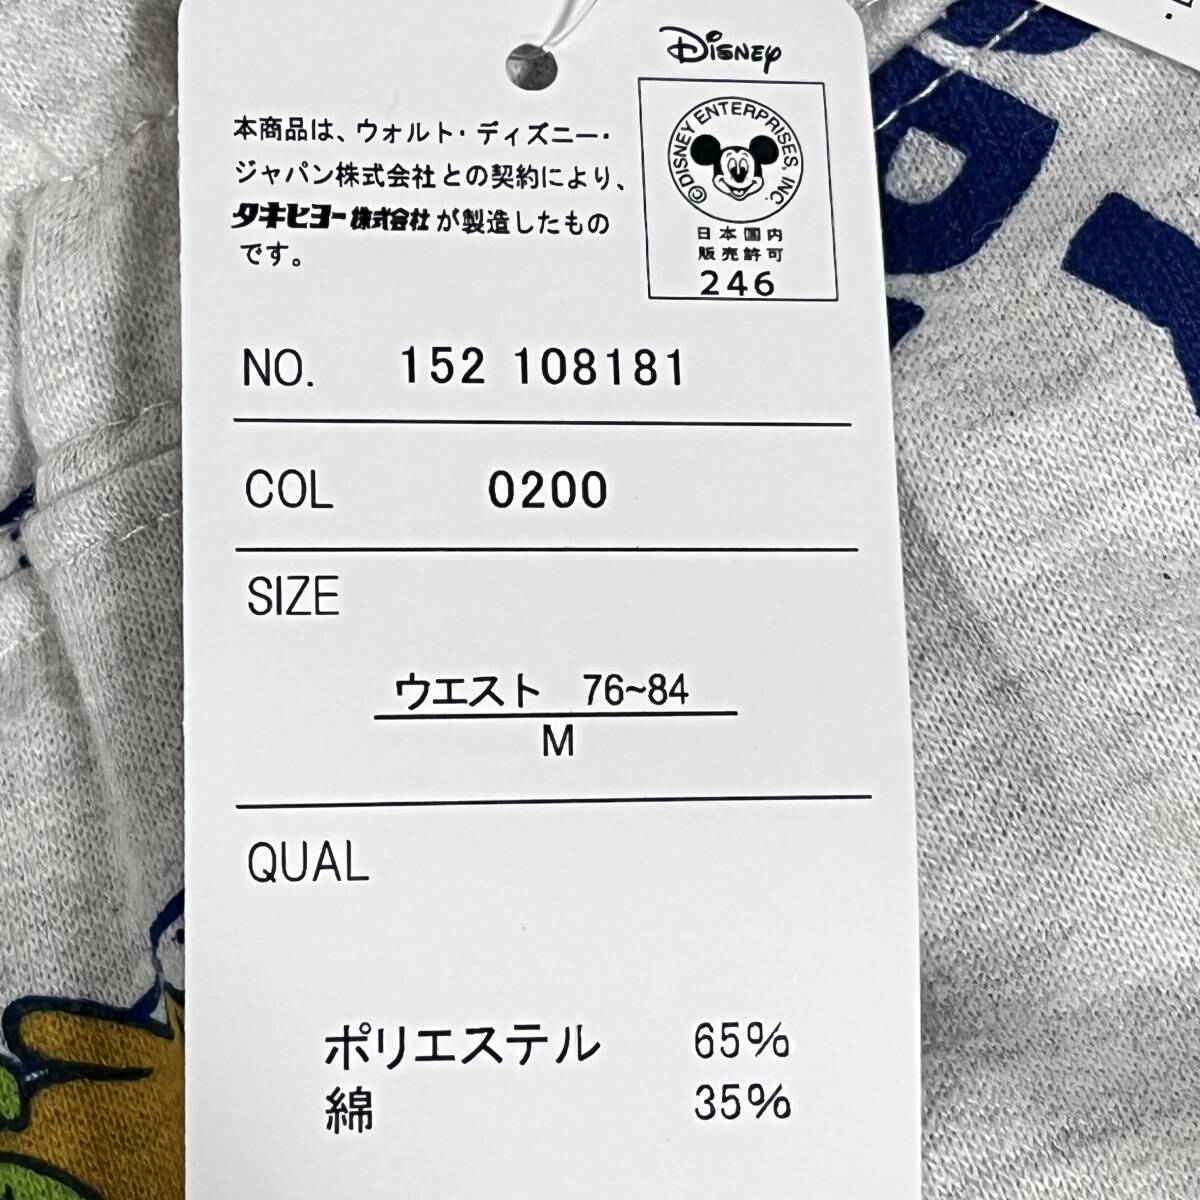 Disney
本商品は、ウォルト・ディズニー・
ジャパン株式会社との契約により、
タキヒヨー株式会社が製造したもの
です。
©DISNEY ENTERPRISES, INC.
日本国内
販売許可
246
NO. 152 108181
COL 0200
SIZE
ウエスト 76~84
M
QUAL
ポリエステル 65%
綿 35%